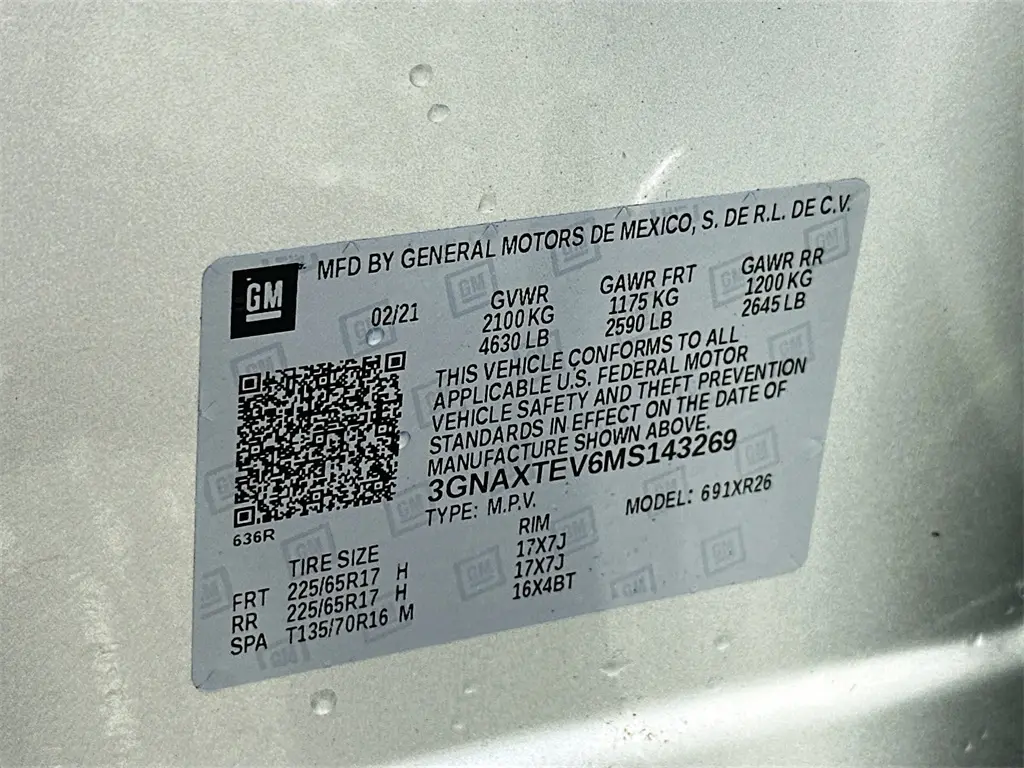 GM
MFD BY GENERAL MOTORS DE MEXICO, S. DE R.L. DE C.V.
02/21
GVWR GAWR FRT GAWR RR
2100 KG 1175 KG 1200 KG
4630 LB 2590 LB 2645 LB
THIS VEHICLE CONFORMS TO ALL
APPLICABLE U.S. FEDERAL MOTOR
VEHICLE SAFETY AND THEFT PREVENTION
STANDARDS IN EFFECT ON THE DATE OF
MANUFACTURE SHOWN ABOVE.
3GNAXTEV6MS143269
TYPE: M.P.V. MODEL: 691XR26
636R
TIRE SIZE RIM
FRT 225/65R17 H 17X7J
RR 225/65R17 H 17X7J
SPA T135/70R16 M 16X4BT